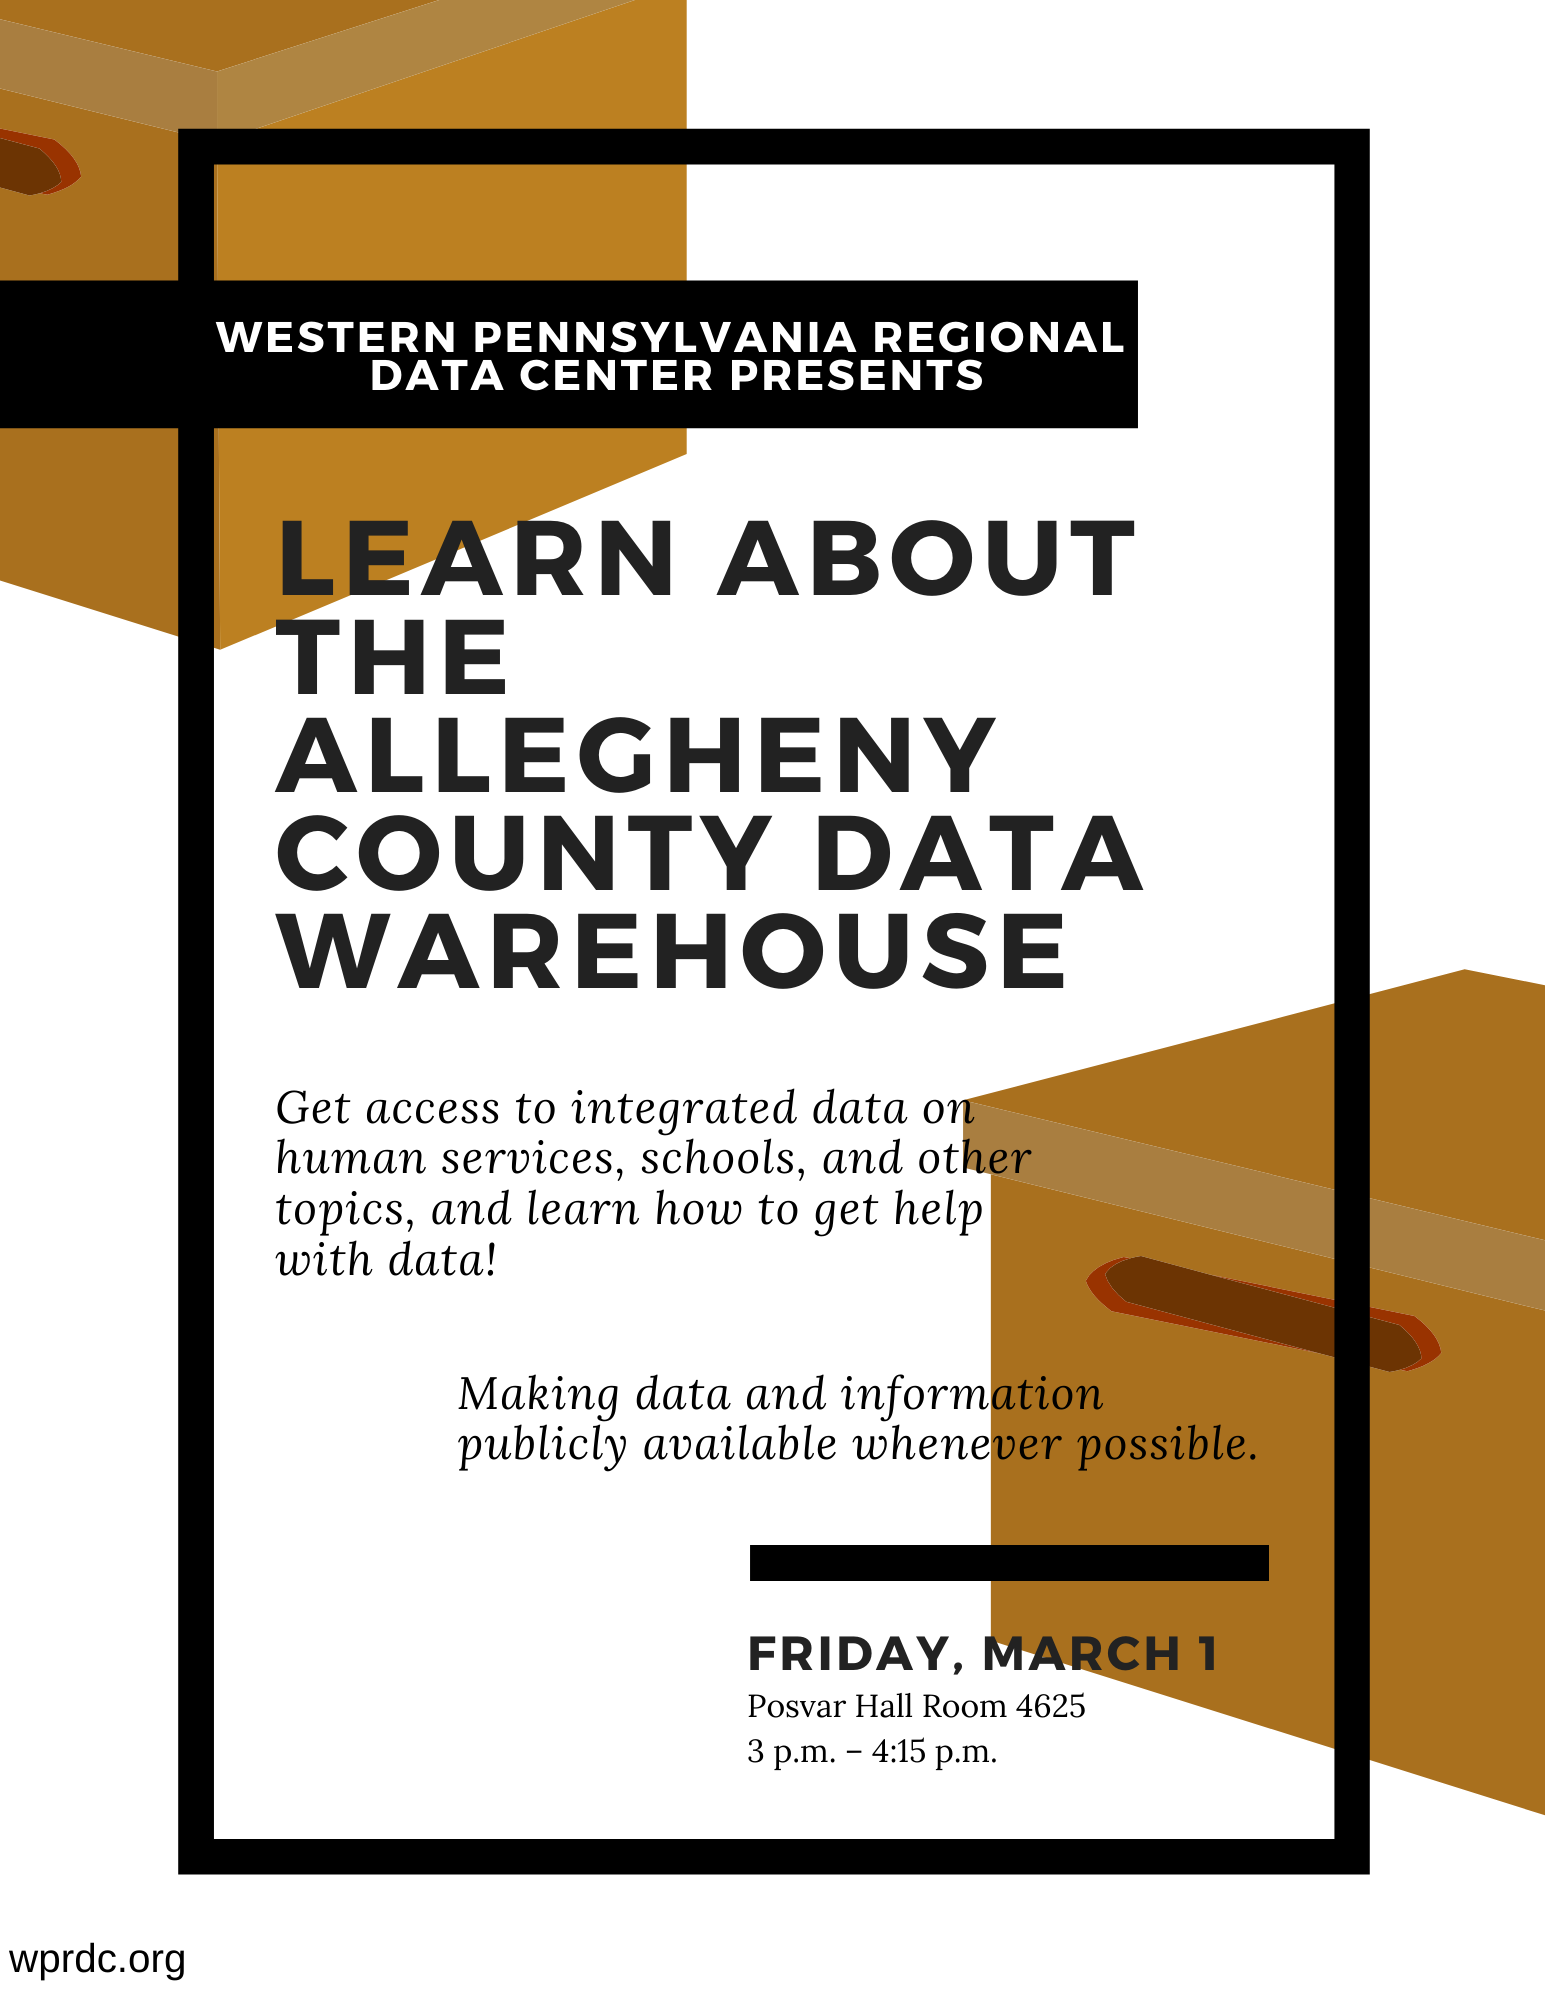 WESTERN PENNSYLVANIA REGIONAL
DATA CENTER PRESENTS
LEARN ABOUT
THE
ALLEGHENY
COUNTY DATA
WAREHOUSE
Get access to integrated data on
human services, schools, and other
topics, and learn how to get help
with data!
Making data and information
publicly available whenever possible.
FRIDAY, MARCH 1
Posvar Hall Room 4625
3 p.m. – 4:15 p.m.
wprdc.org